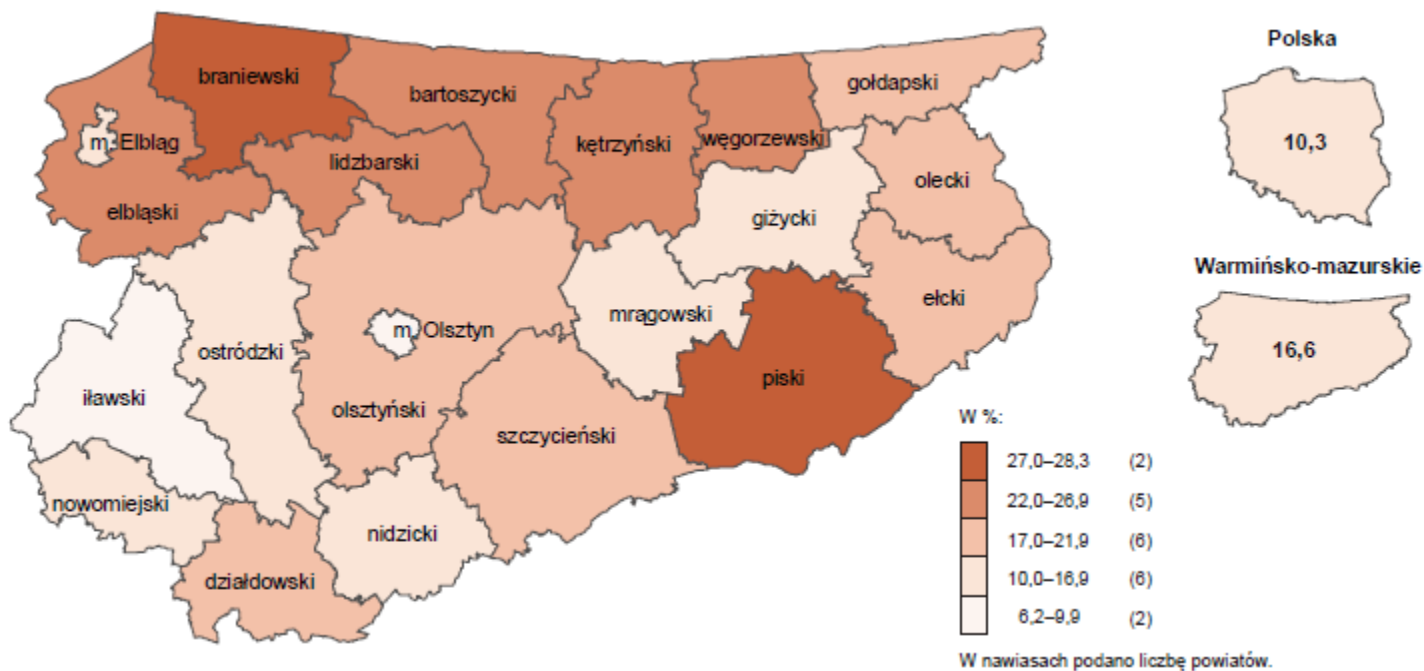 Polska
braniewski
gołdapski
bartoszycki
m. Elbląg
kętrzyński
węgorzewski
10,3
lidzbarski
olecki
elbląski
giżycki
Warmińsko-mazurskie
ełcki
mrągowski
m. Olsztyn
ostródzki
16,6
piski
iławski
olsztyński
szczycieński
W %:
27,0–28,3 (2)
22,0–26,9 (5)
nowomiejski
nidzicki
17,0–21,9 (6)
działdowski
10,0–16,9 (6)
6,2–9,9 (2)
W nawiasach podano liczbę powiatów.